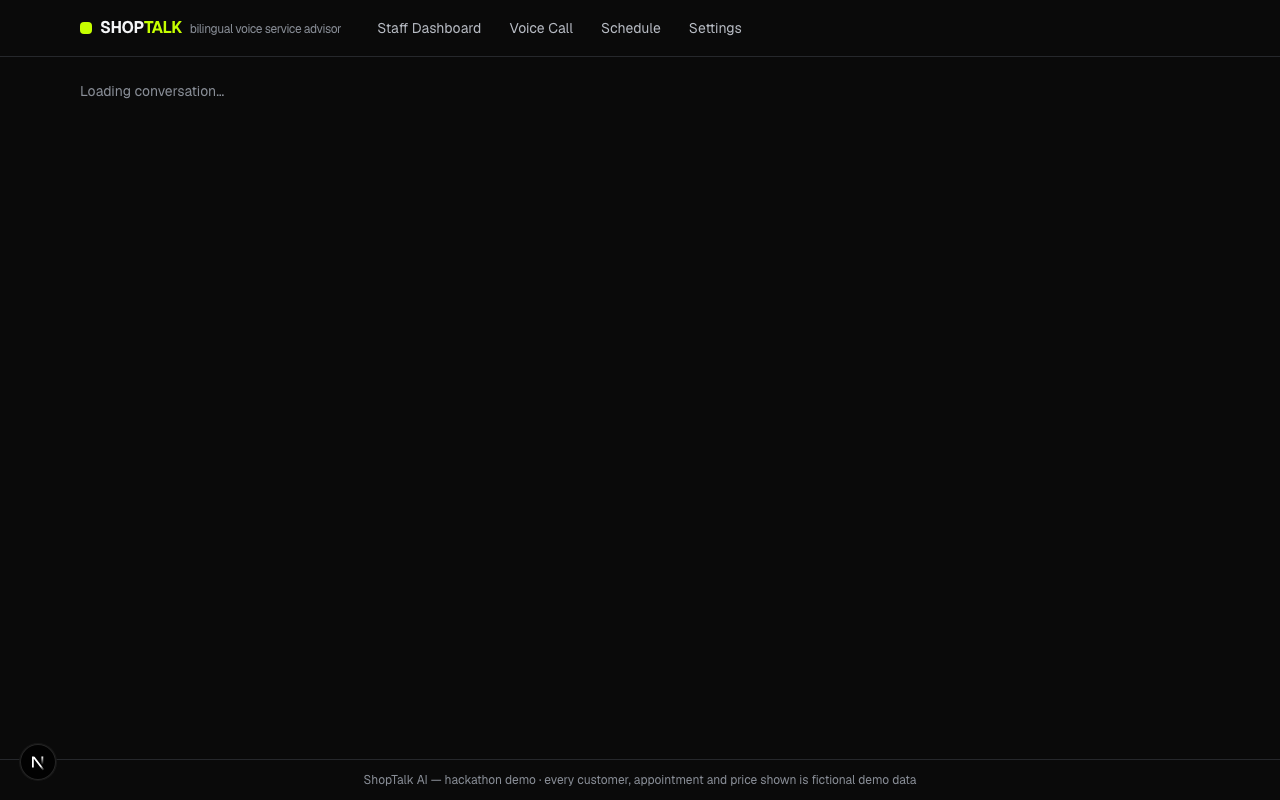 SHOPTALK bilingual voice service advisor Staff Dashboard Voice Call Schedule Settings
Loading conversation…
N
ShopTalk AI — hackathon demo · every customer, appointment and price shown is fictional demo data